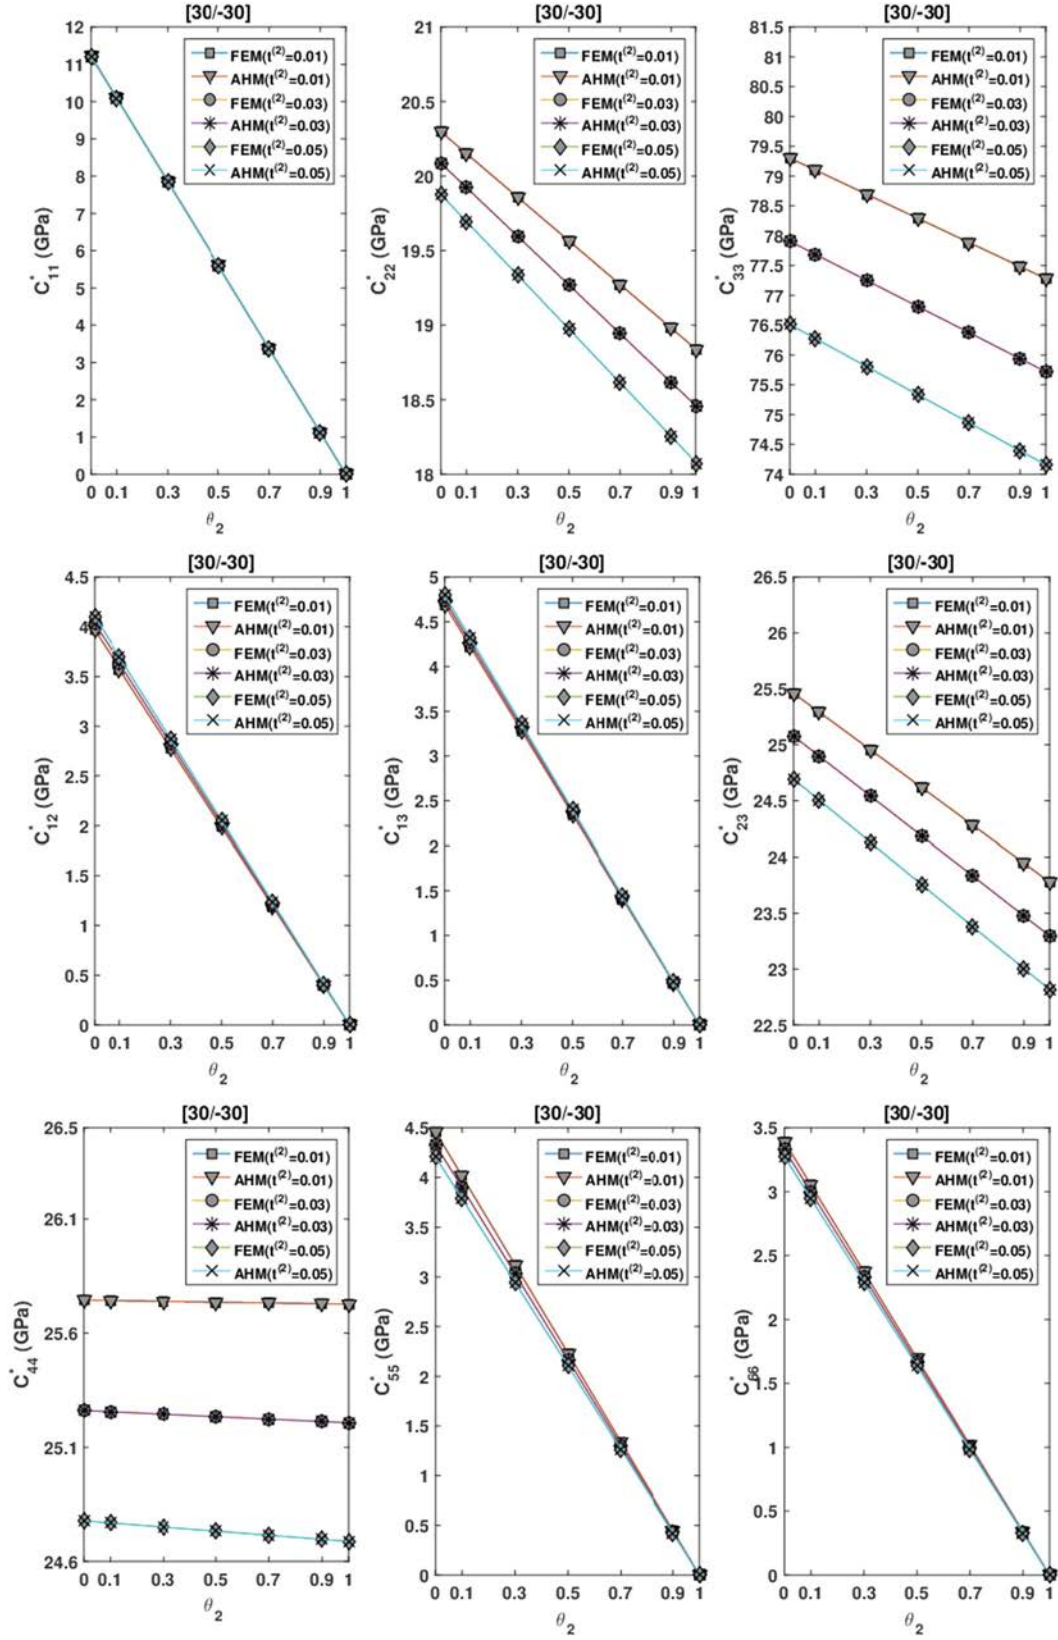 [30/-30]
12
11
10
9
8
7
6
5
4
3
2
1
0
C*11 (GPa)
0 0.1 0.3 0.5 0.7 0.9 1
θ2
FEM(t(2)=0.01)
AHM(t(2)=0.01)
FEM(t(2)=0.03)
AHM(t(2)=0.03)
FEM(t(2)=0.05)
AHM(t(2)=0.05)
[30/-30]
21
20.5
20
19.5
19
18.5
18
C*22 (GPa)
0 0.1 0.3 0.5 0.7 0.9 1
θ2
FEM(t(2)=0.01)
AHM(t(2)=0.01)
FEM(t(2)=0.03)
AHM(t(2)=0.03)
FEM(t(2)=0.05)
AHM(t(2)=0.05)
[30/-30]
81.5
81
80.5
80
79.5
79
78.5
78
77.5
77
76.5
76
75.5
75
74.5
74
C*33 (GPa)
0 0.1 0.3 0.5 0.7 0.9 1
θ2
FEM(t(2)=0.01)
AHM(t(2)=0.01)
FEM(t(2)=0.03)
AHM(t(2)=0.03)
FEM(t(2)=0.05)
AHM(t(2)=0.05)
[30/-30]
4.5
4
3.5
3
2.5
2
1.5
1
0.5
0
C*12 (GPa)
0 0.1 0.3 0.5 0.7 0.9 1
θ2
FEM(t(2)=0.01)
AHM(t(2)=0.01)
FEM(t(2)=0.03)
AHM(t(2)=0.03)
FEM(t(2)=0.05)
AHM(t(2)=0.05)
[30/-30]
5
4.5
4
3.5
3
2.5
2
1.5
1
0.5
0
C*13 (GPa)
0 0.1 0.3 0.5 0.7 0.9 1
θ2
FEM(t(2)=0.01)
AHM(t(2)=0.01)
FEM(t(2)=0.03)
AHM(t(2)=0.03)
FEM(t(2)=0.05)
AHM(t(2)=0.05)
[30/-30]
26.5
26
25.5
25
24.5
24
23.5
23
22.5
C*23 (GPa)
0 0.1 0.3 0.5 0.7 0.9 1
θ2
FEM(t(2)=0.01)
AHM(t(2)=0.01)
FEM(t(2)=0.03)
AHM(t(2)=0.03)
FEM(t(2)=0.05)
AHM(t(2)=0.05)
[30/-30]
26.5
26.1
25.6
25.1
24.6
C*44 (GPa)
0 0.1 0.3 0.5 0.7 0.9 1
θ2
FEM(t(2)=0.01)
AHM(t(2)=0.01)
FEM(t(2)=0.03)
AHM(t(2)=0.03)
FEM(t(2)=0.05)
AHM(t(2)=0.05)
[30/-30]
4.5
4
3.5
3
2.5
2
1.5
1
0.5
0
C*55 (GPa)
0 0.1 0.3 0.5 0.7 0.9 1
θ2
FEM(t(2)=0.01)
AHM(t(2)=0.01)
FEM(t(2)=0.03)
AHM(t(2)=0.03)
FEM(t(2)=0.05)
AHM(t(2)=0.05)
[30/-30]
3.5
3
2.5
2
1.5
1
0.5
0
C*66 (GPa)
0 0.1 0.3 0.5 0.7 0.9 1
θ2
FEM(t(2)=0.01)
AHM(t(2)=0.01)
FEM(t(2)=0.03)
AHM(t(2)=0.03)
FEM(t(2)=0.05)
AHM(t(2)=0.05)